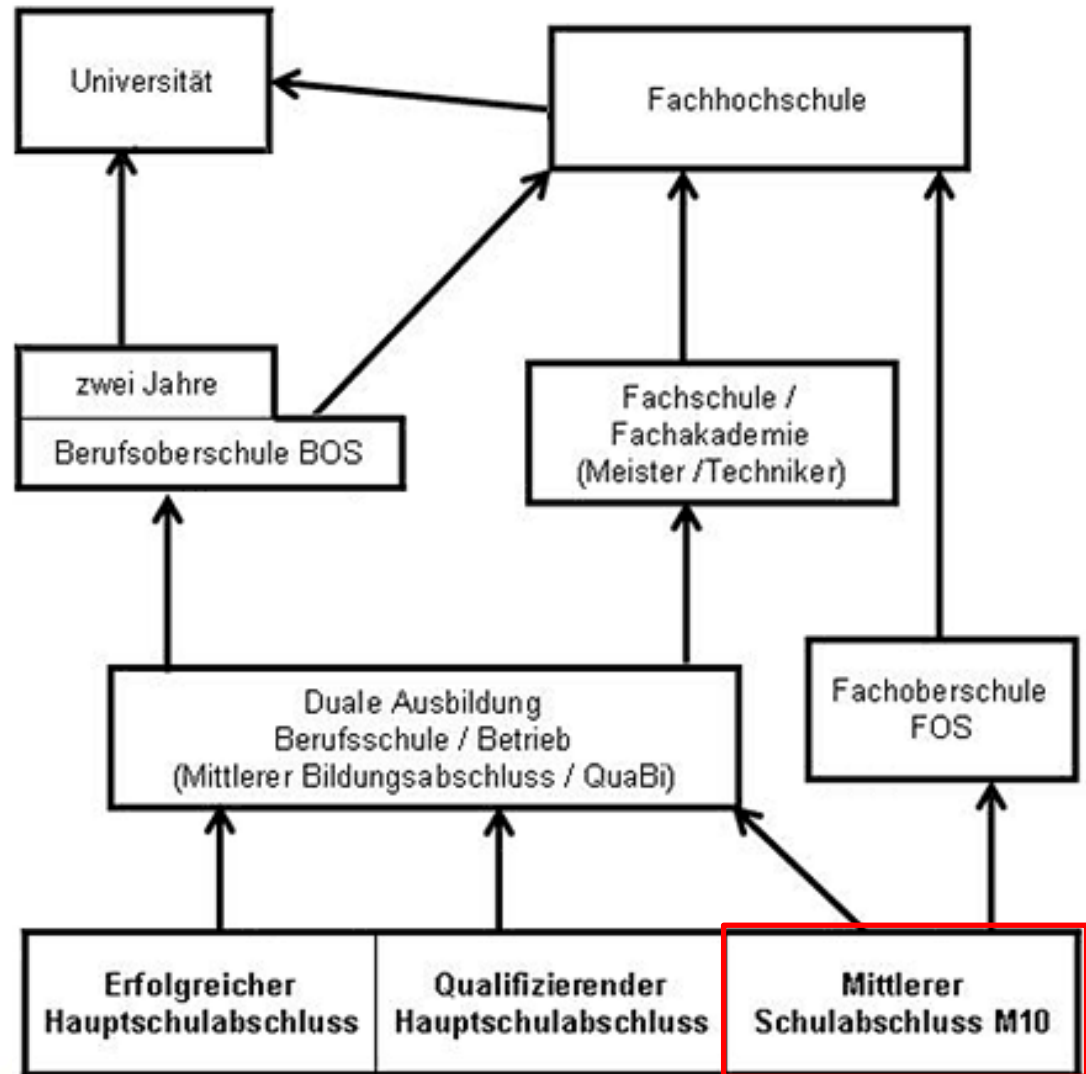 Universität
Fachhochschule
zwei Jahre
Berufsoberschule BOS
Fachschule /
Fachakademie
(Meister /Techniker)
Duale Ausbildung
Berufsschule / Betrieb
(Mittlerer Bildungsabschluss / QuaBi)
Fachoberschule
FOS
Erfolgreicher
Hauptschulabschluss
Qualifizierender
Hauptschulabschluss
Mittlerer
Schulabschluss M10